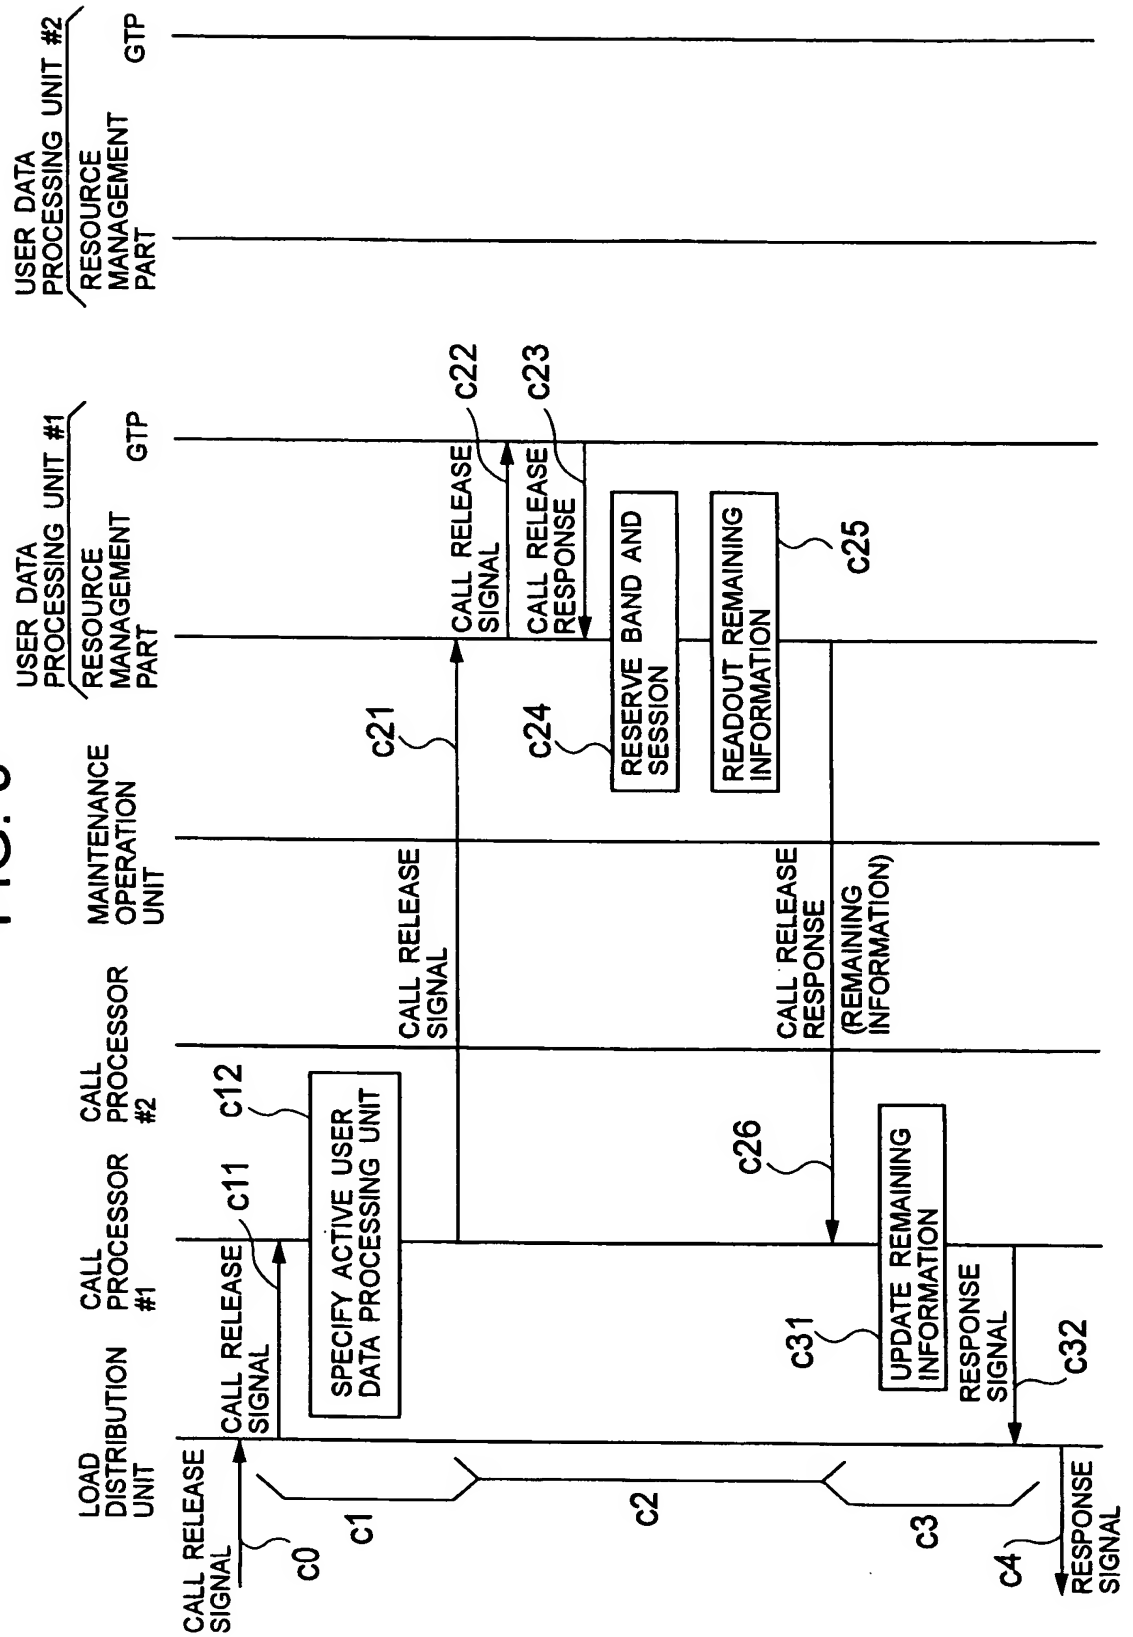 LOAD
DISTRIBUTION
UNIT
CALL
PROCESSOR
#1
CALL
PROCESSOR
#2
MAINTENANCE
OPERATION
UNIT
USER DATA
PROCESSING UNIT #1
RESOURCE
MANAGEMENT
PART
GTP
USER DATA
PROCESSING UNIT #2
RESOURCE
MANAGEMENT
PART
GTP
CALL RELEASE
SIGNAL
c0
CALL RELEASE
SIGNAL
c11
c12
SPECIFY ACTIVE USER
DATA PROCESSING UNIT
c1
CALL RELEASE
SIGNAL
c21
CALL RELEASE
SIGNAL
c22
CALL RELEASE
RESPONSE
c23
c24
RESERVE BAND AND
SESSION
READOUT REMAINING
INFORMATION
c25
c2
CALL RELEASE
RESPONSE
(REMAINING
INFORMATION)
c26
c31
UPDATE REMAINING
INFORMATION
RESPONSE
SIGNAL
c32
c3
c4
RESPONSE
SIGNAL